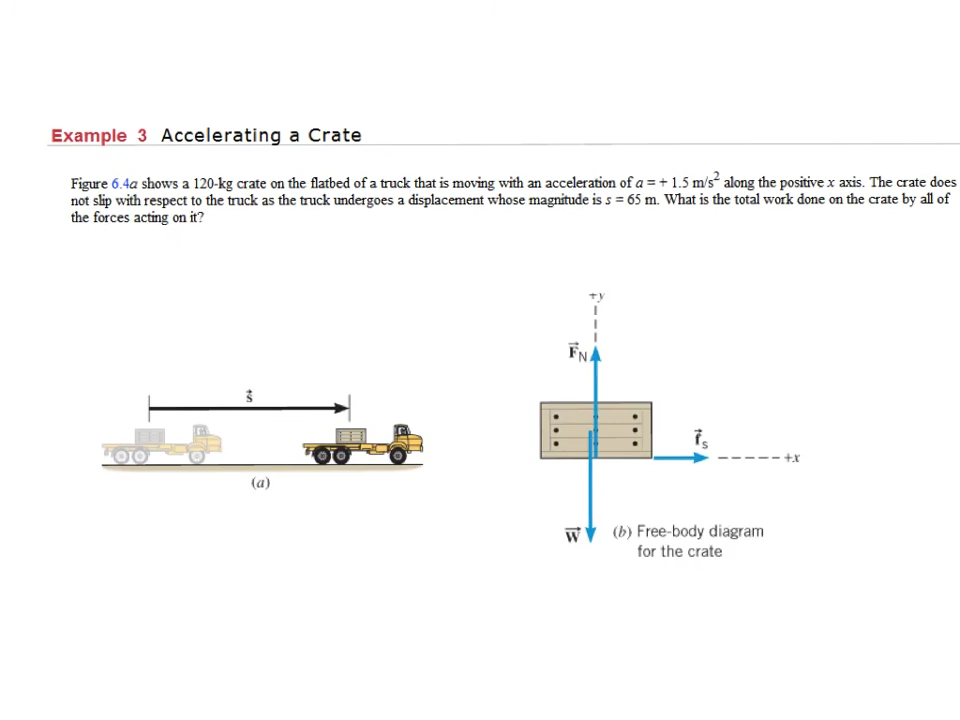 Example 3 Accelerating a Crate
Figure 6.4a shows a 120-kg crate on the flatbed of a truck that is moving with an acceleration of a = + 1.5 m/s² along the positive x axis. The crate does
not slip with respect to the truck as the truck undergoes a displacement whose magnitude is s = 65 m. What is the total work done on the crate by all of
the forces acting on it?
+y
F⃗N
s⃗
f⃗s
+x
(a)
W⃗
(b) Free-body diagram
for the crate